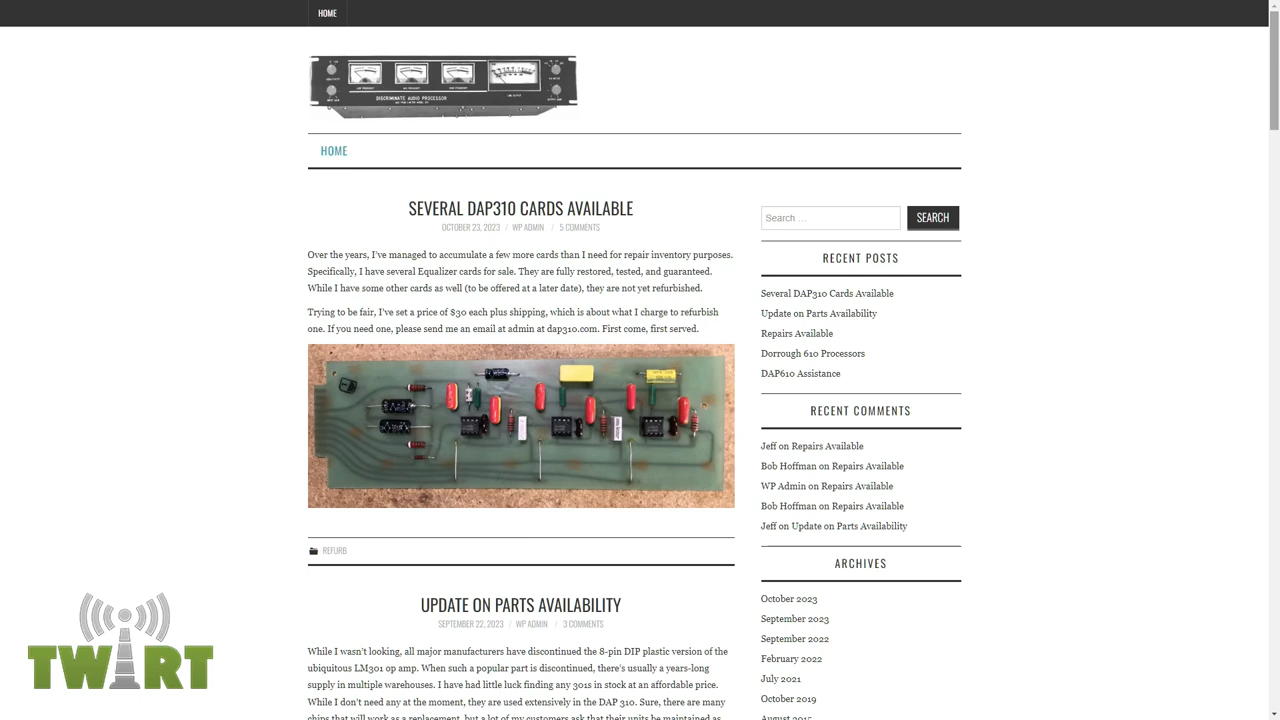 HOME
DISCRIMINATE AUDIO PROCESSOR
HOME
SEVERAL DAP310 CARDS AVAILABLE
OCTOBER 23, 2023 / WP ADMIN / 5 COMMENTS
Over the years, I've managed to accumulate a few more cards than I need for repair inventory purposes.
Specifically, I have several Equalizer cards for sale. They are fully restored, tested, and guaranteed.
While I have some other cards as well (to be offered at a later date), they are not yet refurbished.
Trying to be fair, I've set a price of $30 each plus shipping, which is about what I charge to refurbish
one. If you need one, please send me an email at admin at dap310.com. First come, first served.
REFURB
UPDATE ON PARTS AVAILABILITY
SEPTEMBER 22, 2023 / WP ADMIN / 3 COMMENTS
While I wasn't looking, all major manufacturers have discontinued the 8-pin DIP plastic version of the
ubiquitous LM301 op amp. When such a popular part is discontinued, there's usually a years-long
supply in multiple warehouses. I have had little luck finding any 301s in stock at an affordable price.
While I don't need any at the moment, they are used extensively in the DAP 310. Sure, there are many
chips that will work as a replacement, but a lot of my customers ask that their units be maintained as
Search …
SEARCH
RECENT POSTS
Several DAP310 Cards Available
Update on Parts Availability
Repairs Available
Dorrough 610 Processors
DAP610 Assistance
RECENT COMMENTS
Jeff on Repairs Available
Bob Hoffman on Repairs Available
WP Admin on Repairs Available
Bob Hoffman on Repairs Available
Jeff on Update on Parts Availability
ARCHIVES
October 2023
September 2023
September 2022
February 2022
July 2021
October 2019
August 2015
TWIRT